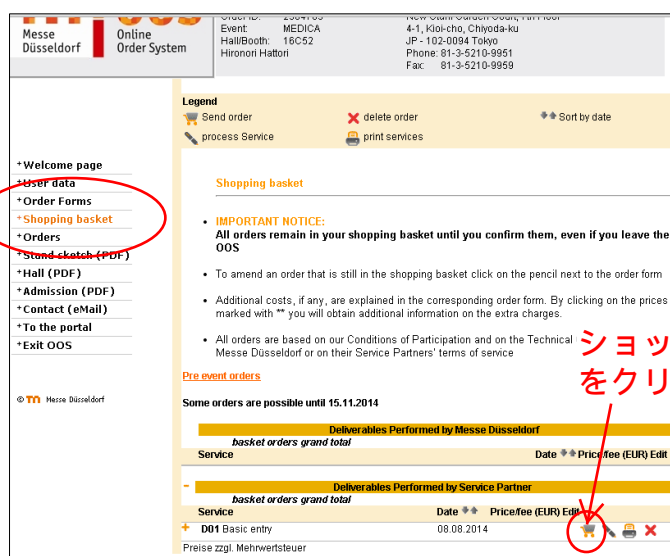 Messe
Düsseldorf
Online
Order System
Event: MEDICA
Hall/Booth: 16C52
Hironori Hattori
4-1, Kioi-cho, Chiyoda-ku
JP - 102-0094 Tokyo
Phone: 81-3-5210-9951
Fax: 81-3-5210-9959
Legend
Send order
delete order
Sort by date
process Service
print services
+Welcome page
+User data
+Order Forms
+Shopping basket
+Orders
+Stand sketch (PDF)
+Hall (PDF)
+Admission (PDF)
+Contact (eMail)
+To the portal
+Exit OOS
© Messe Düsseldorf
Shopping basket
• IMPORTANT NOTICE:
All orders remain in your shopping basket until you confirm them, even if you leave the
OOS
• To amend an order that is still in the shopping basket click on the pencil next to the order form
• Additional costs, if any, are explained in the corresponding order form. By clicking on the prices
marked with ** you will obtain additional information on the extra charges.
• All orders are based on our Conditions of Participation and on the Technical
Messe Düsseldorf or on their Service Partners' terms of service
ショッ
をクリ
Pre event orders
Some orders are possible until 15.11.2014
Deliverables Performed by Messe Düsseldorf
basket orders grand total
Service Date Price/fee (EUR) Edit
- Deliverables Performed by Service Partner
basket orders grand total
Service Date Price/fee (EUR) Edit
+ D01 Basic entry 08.08.2014
Preise zzgl. Mehrwertsteuer